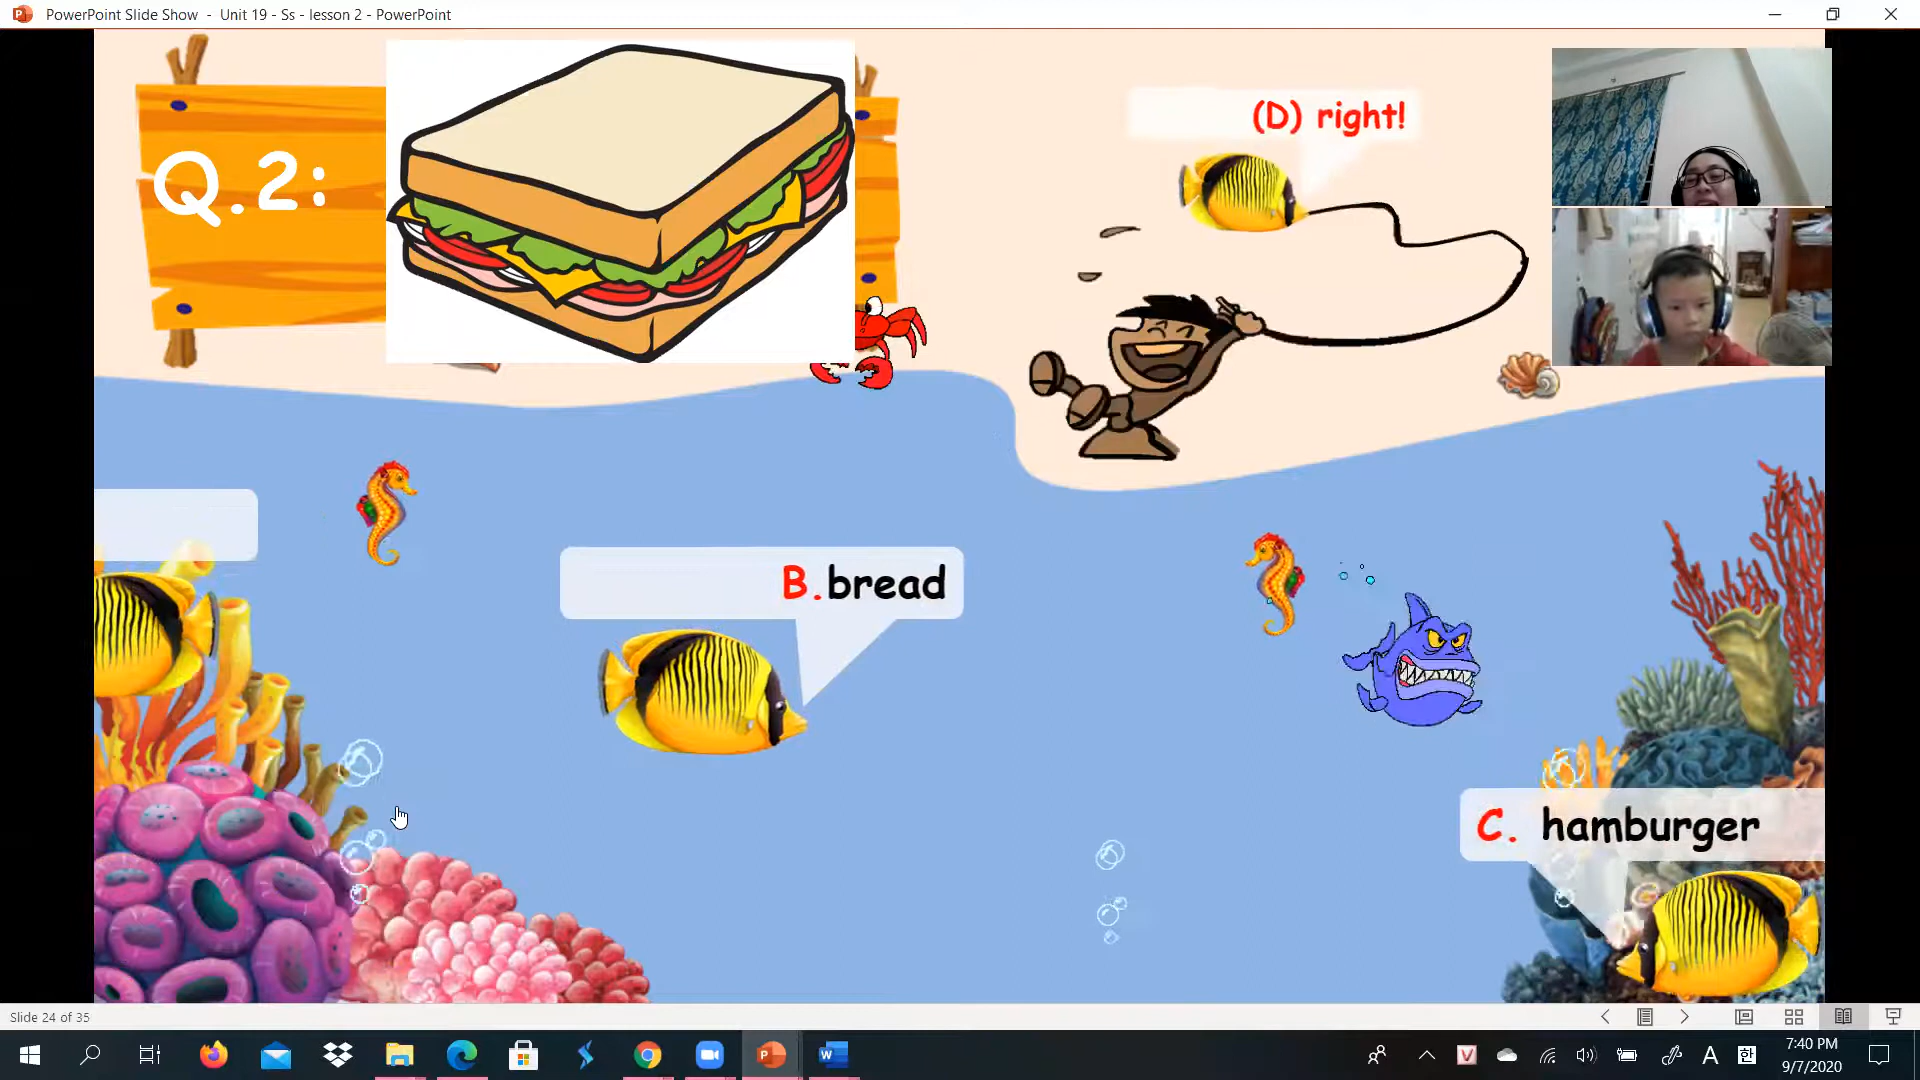 PowerPoint Slide Show - Unit 19 - Ss - lesson 2 - PowerPoint
Q.2:
(D) right!
B.bread
C. hamburger
Slide 24 of 35
A
한
7:40 PM
9/7/2020